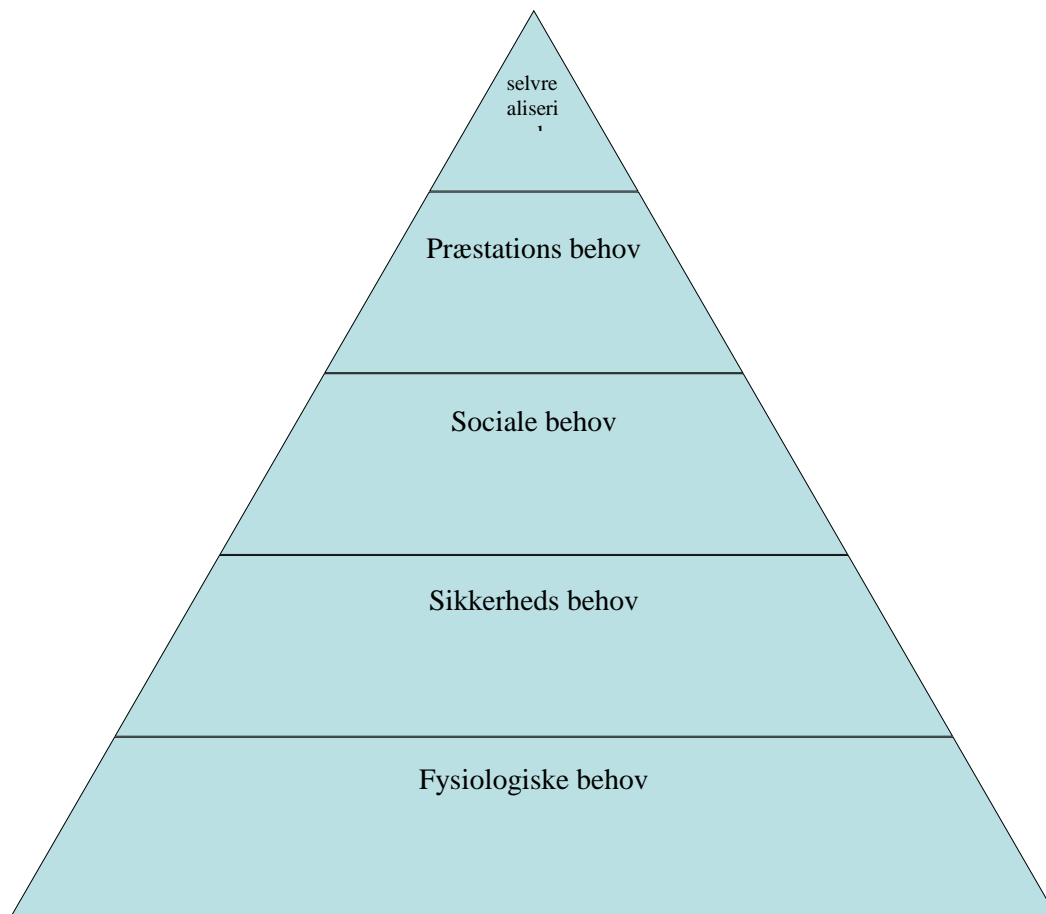 selvre
aliseri
Præstations behov
Sociale behov
Sikkerheds behov
Fysiologiske behov